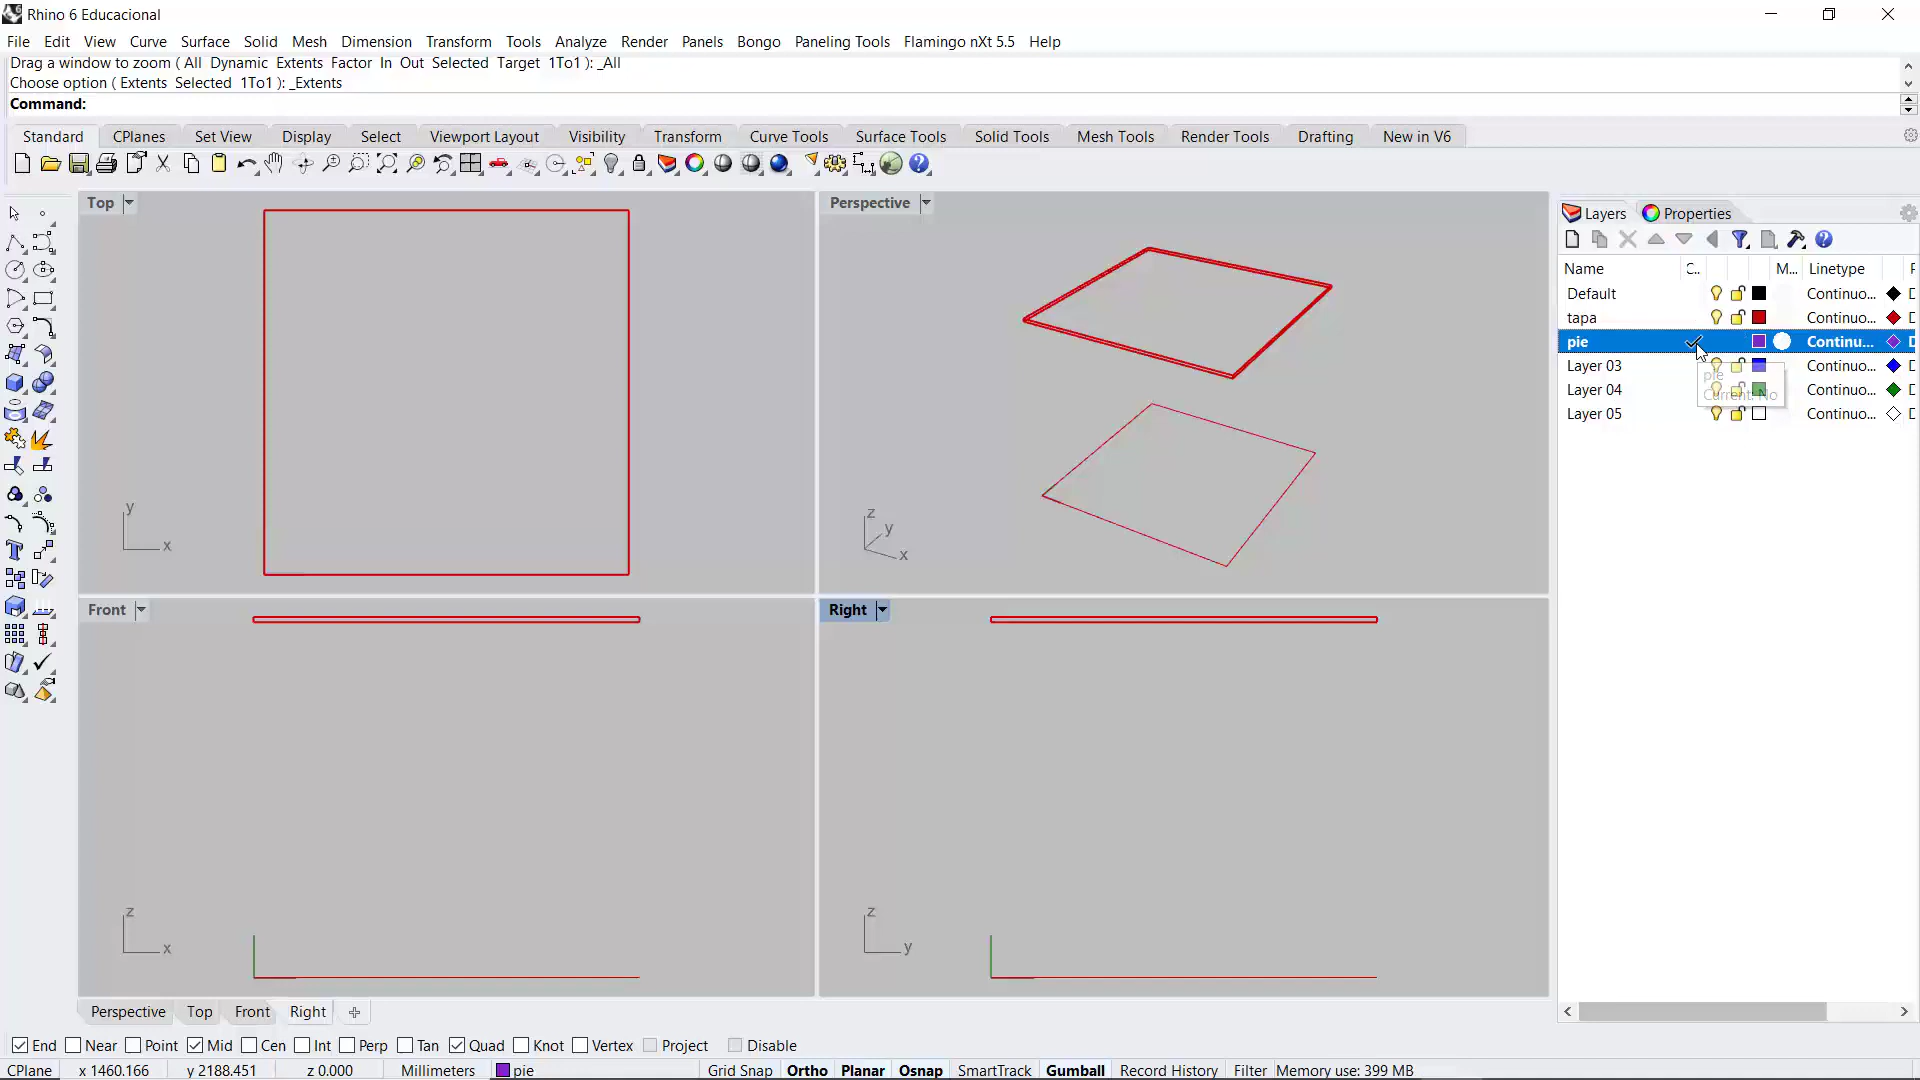 Rhino 6 Educacional
File Edit View Curve Surface Solid Mesh Dimension Transform Tools Analyze Render Panels Bongo Paneling Tools Flamingo nXt 5.5 Help
Drag a window to zoom ( All Dynamic Extents Factor In Out Selected Target 1To1 ): _All
Choose option ( Extents Selected 1To1 ): _Extents
Command:
Standard CPlanes Set View Display Select Viewport Layout Visibility Transform Curve Tools Surface Tools Solid Tools Mesh Tools Render Tools Drafting New in V6
Top
y
x
Perspective
z
y
x
Front
z
x
Right
z
y
Layers Properties
Name C.. M... Linetype
Default Continuo...
tapa Continuo...
pie Continu...
Layer 03 Continuo...
Layer 04 Continuo...
Layer 05 Continuo...
pie
Current: No
Perspective Top Front Right
End Near Point Mid Cen Int Perp Tan Quad Knot Vertex Project Disable
CPlane x 1460.166 y 2188.451 z 0.000 Millimeters pie Grid Snap Ortho Planar Osnap SmartTrack Gumball Record History Filter Memory use: 399 MB